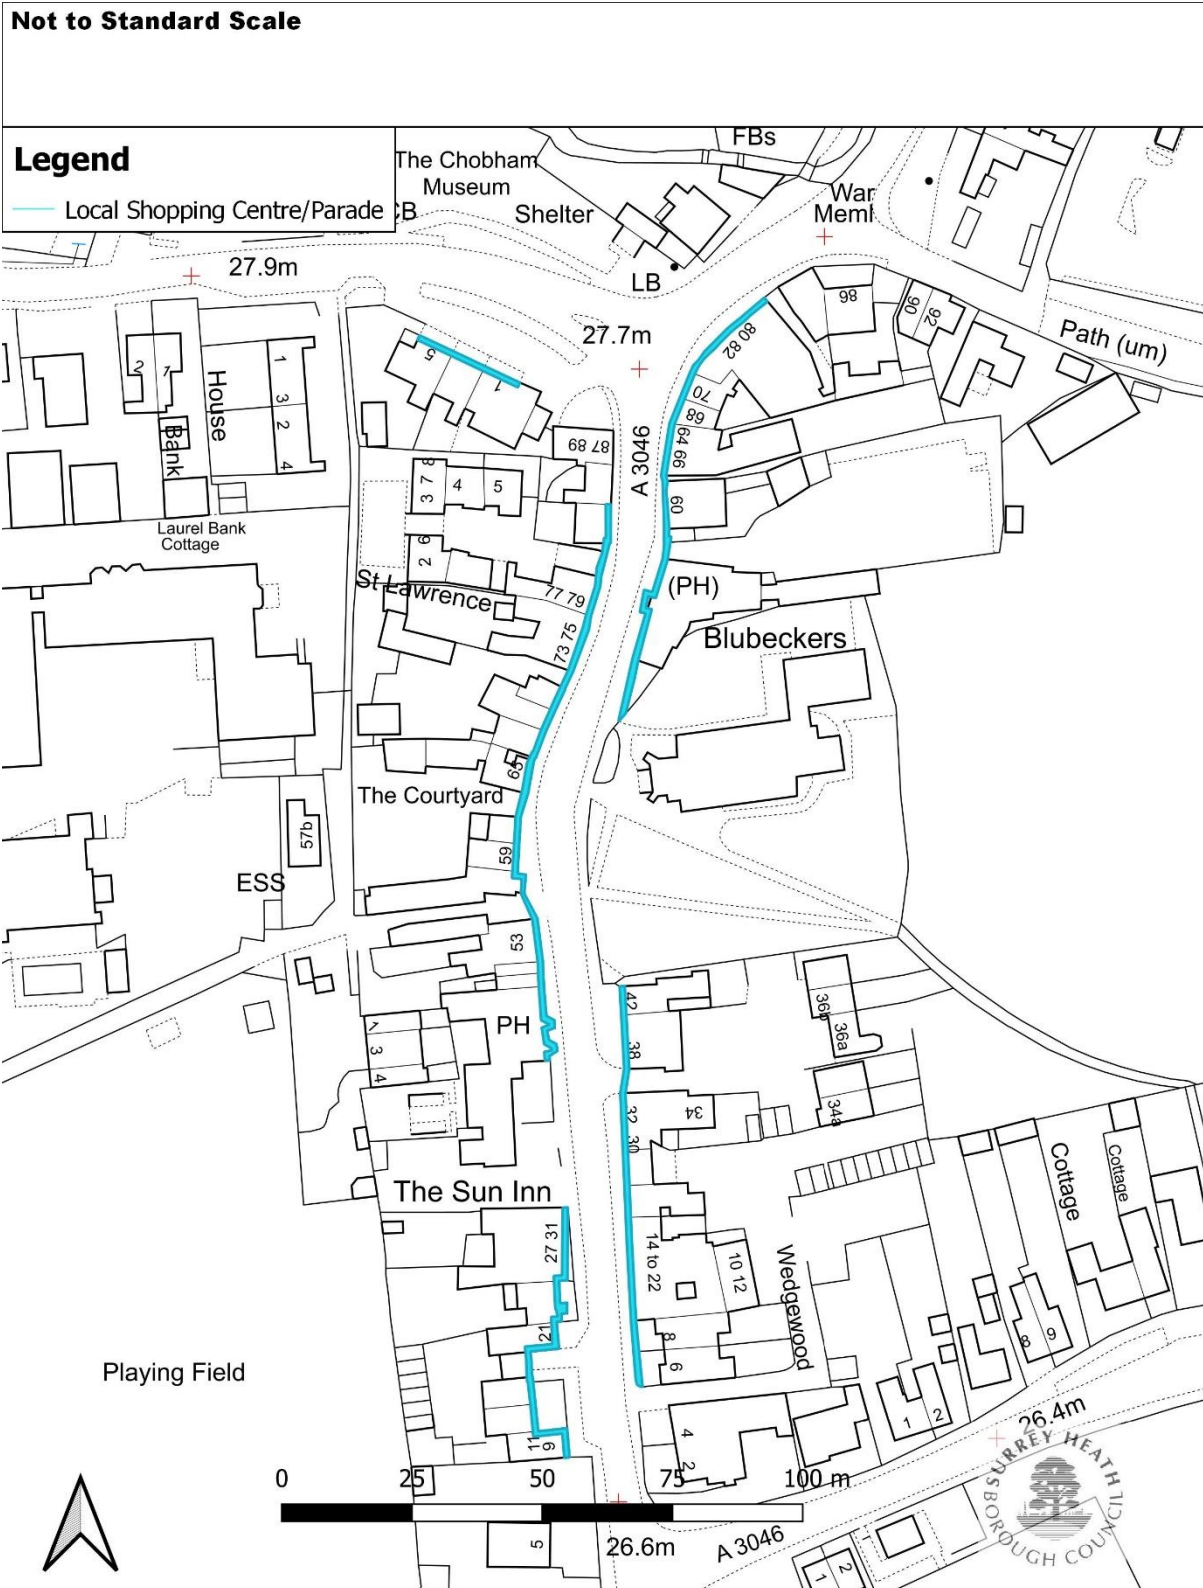 Not to Standard Scale
Legend
Local Shopping Centre/Parade
FBs
The Chobham
Museum
CB
Shelter
War
Meml
27.9m
LB
27.7m
Path (um)
86
90
92
80 82
5
1
2
1
House
1
3
2
4
Bank
70
68
64 66
87 89
A 3046
60
3 7 8
4
5
Laurel Bank
Cottage
2 6
St Lawrence
77 79
(PH)
73 75
Blubeckers
65
The Courtyard
57b
59
ESS
53
42
36b
36a
PH
38
1
3
4
32
30
34
34a
The Sun Inn
Cottage
Cottage
27 31
14 to 22
10 12
Wedgewood
21
8
6
8
9
Playing Field
1
2
11
9
4
2
26.4m
0
25
50
75
100 m
5
26.6m
A 3046
1
2
SURREY HEATH
BOROUGH COUNCIL